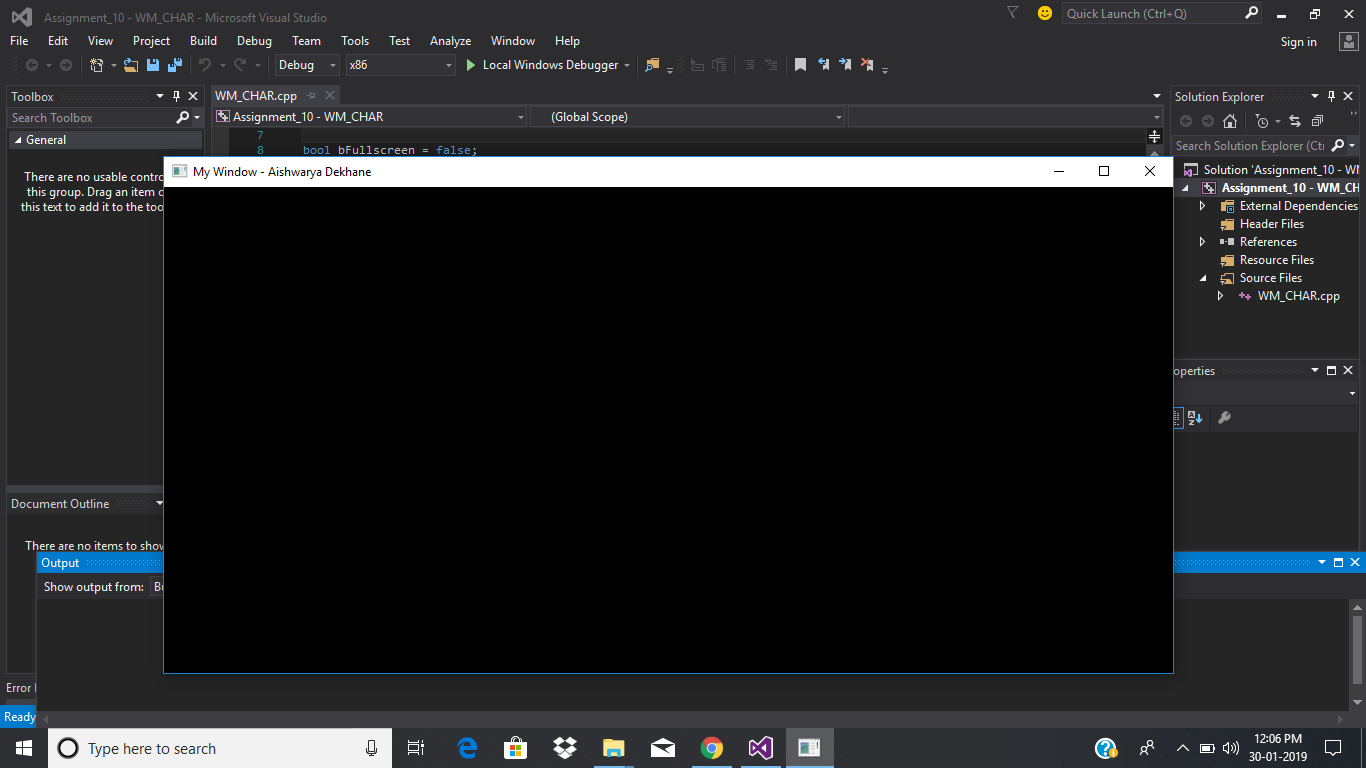 Assignment_10 - WM_CHAR - Microsoft Visual Studio
Quick Launch (Ctrl+Q)
File Edit View Project Build Debug Team Tools Test Analyze Window Help
Sign in
Debug x86 Local Windows Debugger
Toolbox
WM_CHAR.cpp
Solution Explorer
Search Toolbox
Assignment_10 - WM_CHAR
(Global Scope)
General
7
8 bool bFullscreen = false;
Search Solution Explorer (Ctrl
There are no usable contro
this group. Drag an item o
this text to add it to the too
My Window - Aishwarya Dekhane
Solution 'Assignment_10 - WM
Assignment_10 - WM_CH
External Dependencies
Header Files
References
Resource Files
Source Files
WM_CHAR.cpp
operties
Document Outline
There are no items to show
Output
Show output from:
Error
Ready
Type here to search
12:06 PM
30-01-2019